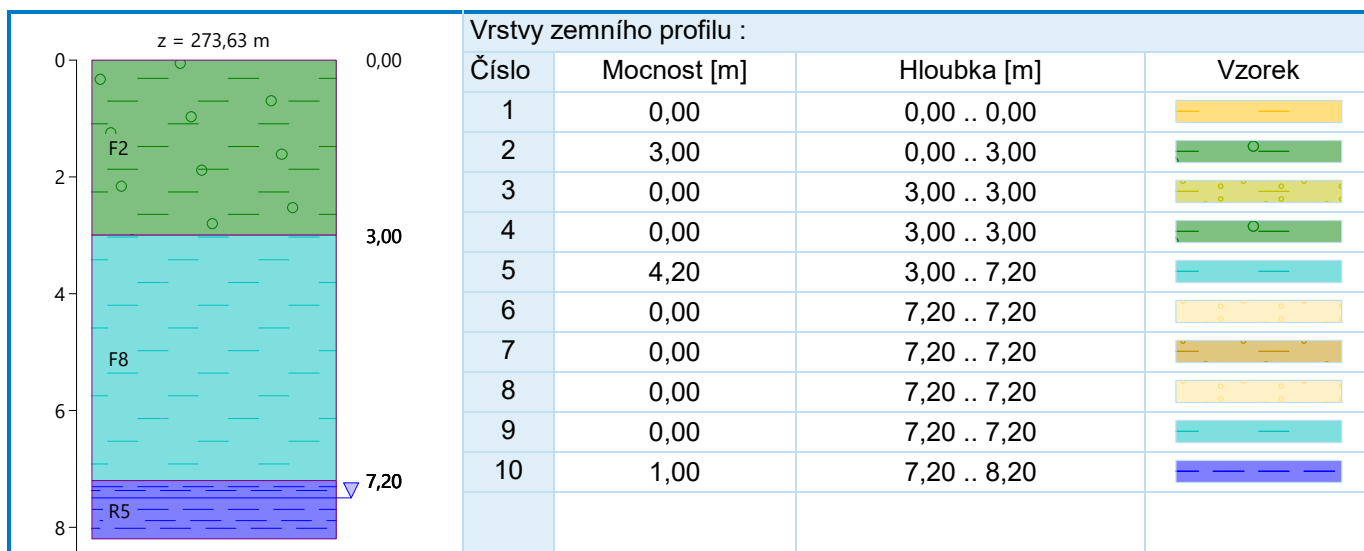 z = 273,63 m
0
0,00
F2
2
3,00
4
F8
6
7,20
R5
8
Vrstvy zemního profilu :
Číslo Mocnost [m] Hloubka [m] Vzorek
1 0,00 0,00 .. 0,00
2 3,00 0,00 .. 3,00
3 0,00 3,00 .. 3,00
4 0,00 3,00 .. 3,00
5 4,20 3,00 .. 7,20
6 0,00 7,20 .. 7,20
7 0,00 7,20 .. 7,20
8 0,00 7,20 .. 7,20
9 0,00 7,20 .. 7,20
10 1,00 7,20 .. 8,20